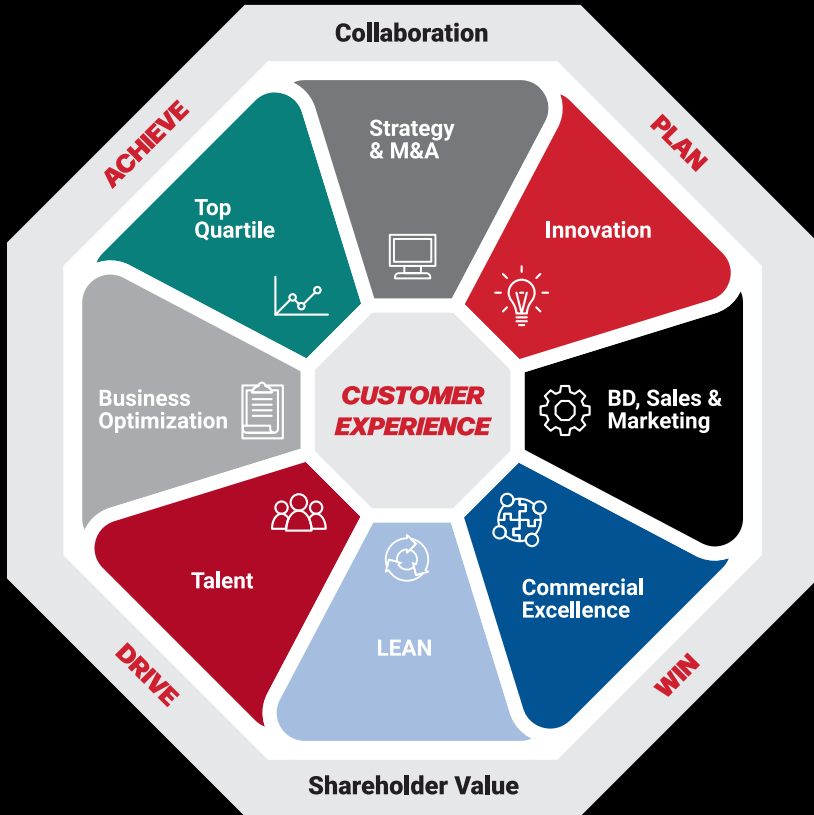 Collaboration
ACHIEVE
PLAN
Strategy
& M&A
Top
Quartile
Innovation
Business
Optimization
CUSTOMER
EXPERIENCE
BD, Sales &
Marketing
Talent
Commercial
Excellence
LEAN
DRIVE
WIN
Shareholder Value